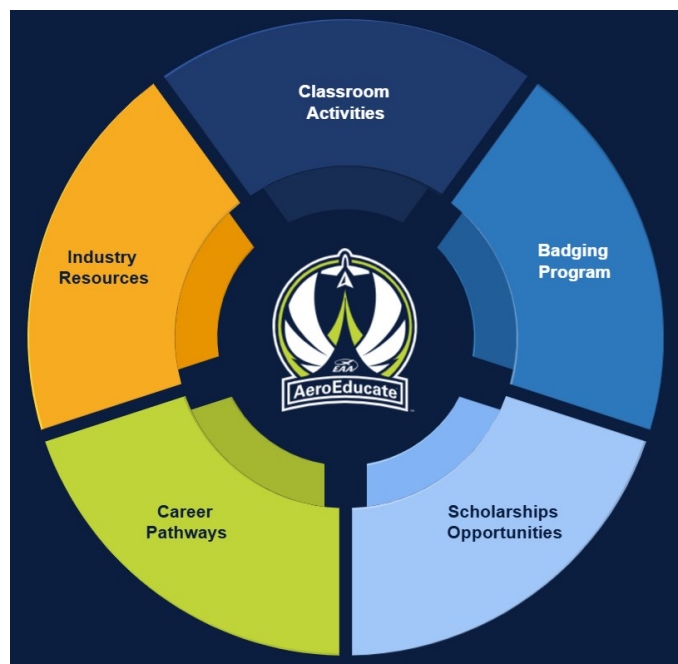 Classroom
Activities
Badging
Program
Industry
Resources
EAA
AeroEducate
Career
Pathways
Scholarships
Opportunities